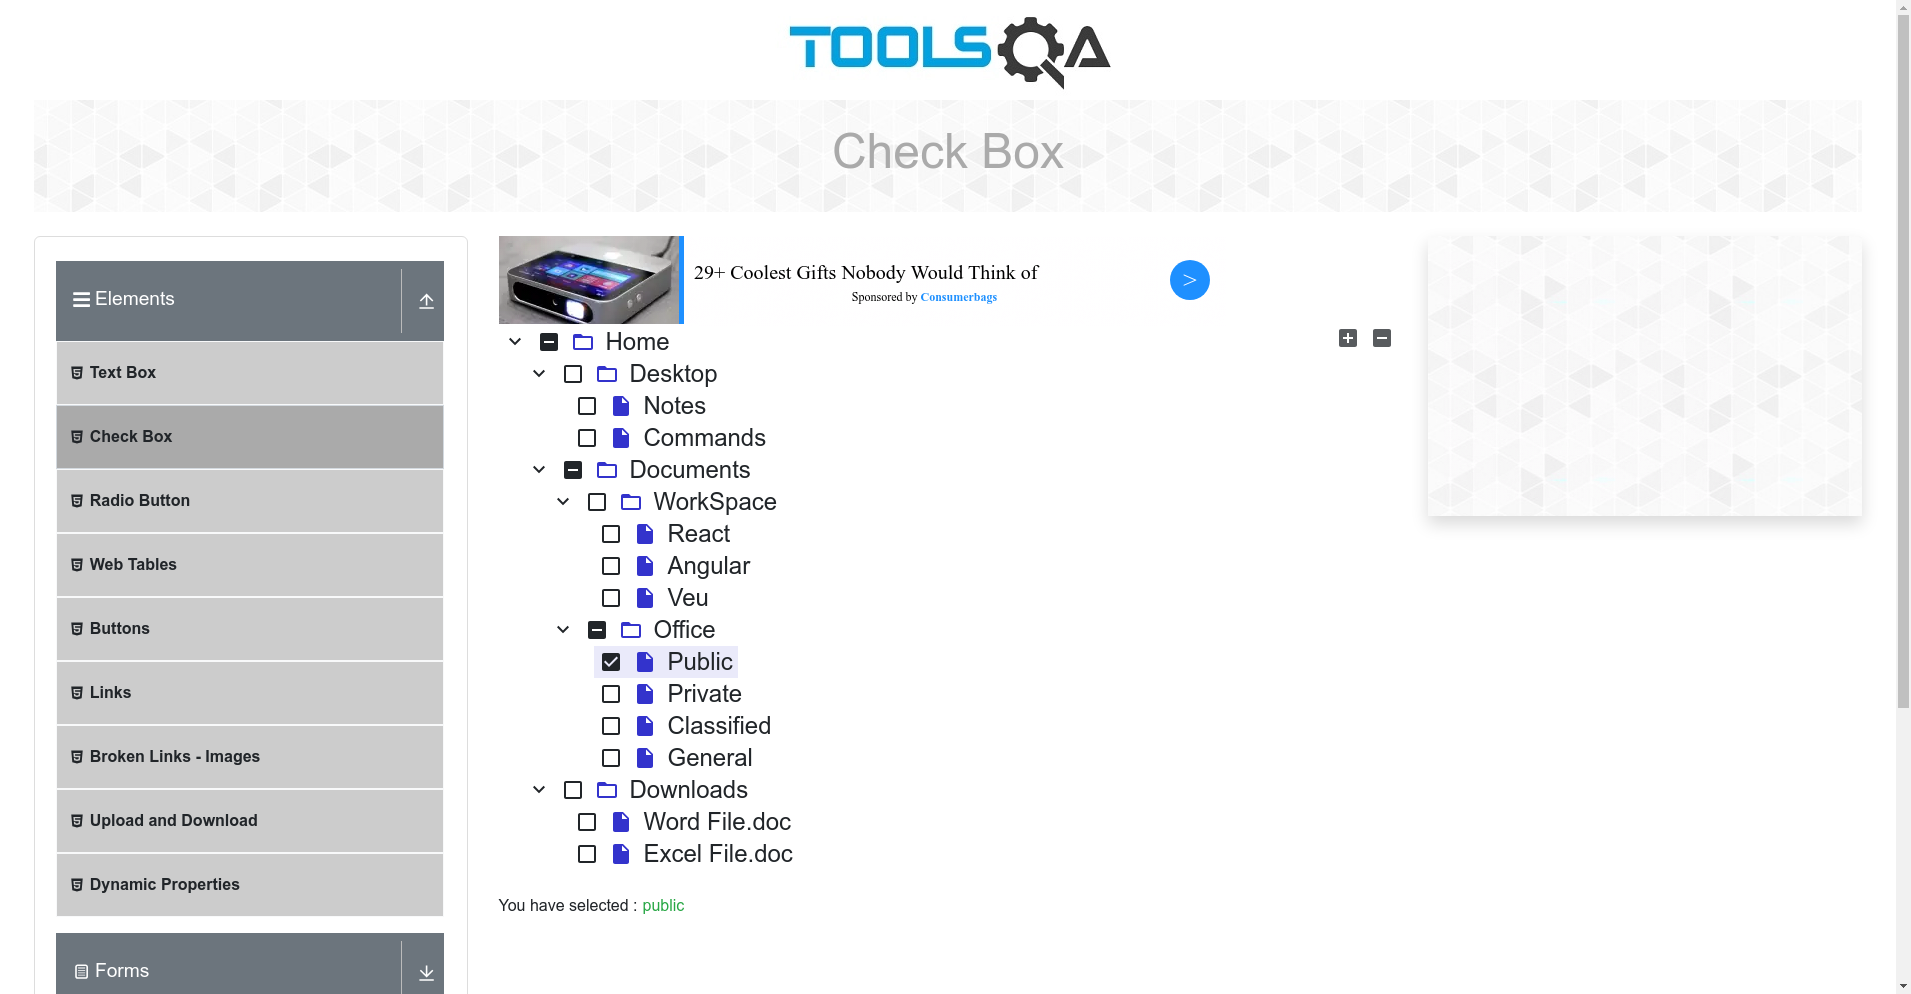 TOOLSQA
Check Box
Elements
Text Box
Check Box
Radio Button
Web Tables
Buttons
Links
Broken Links - Images
Upload and Download
Dynamic Properties
Forms
29+ Coolest Gifts Nobody Would Think of
Sponsored by Consumerbags
>
Home
Desktop
Notes
Commands
Documents
WorkSpace
React
Angular
Veu
Office
Public
Private
Classified
General
Downloads
Word File.doc
Excel File.doc
You have selected : public